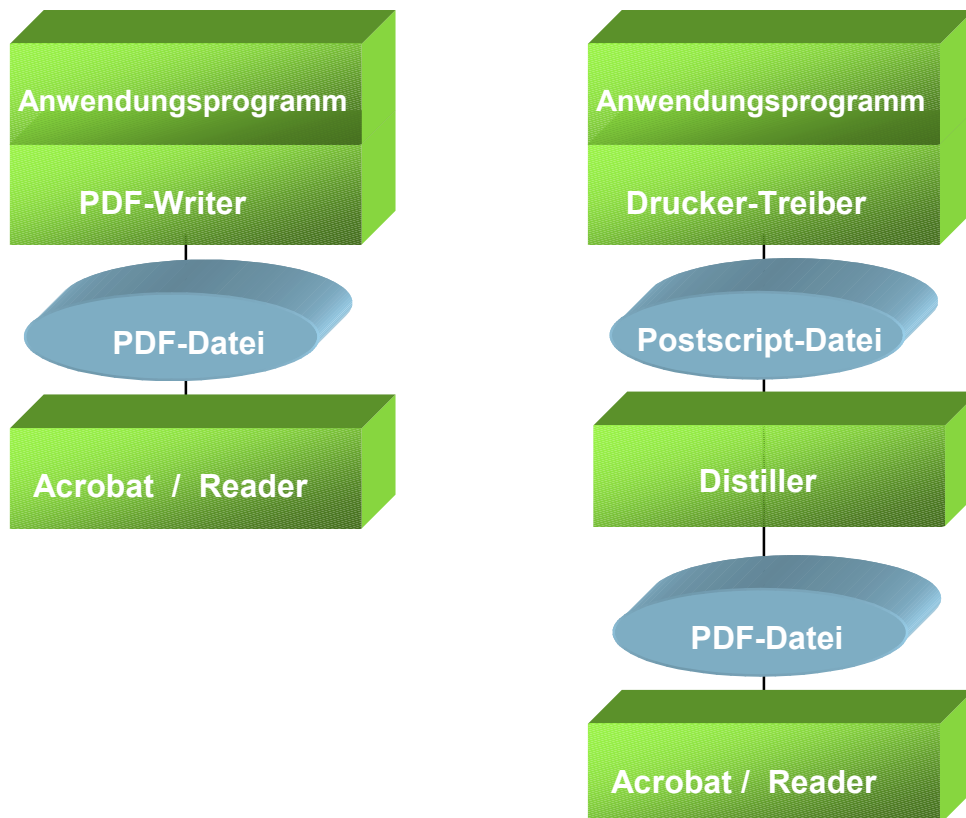 Anwendungsprogramm
PDF-Writer
PDF-Datei
Acrobat / Reader
Anwendungsprogramm
Drucker-Treiber
Postscript-Datei
Distiller
PDF-Datei
Acrobat / Reader